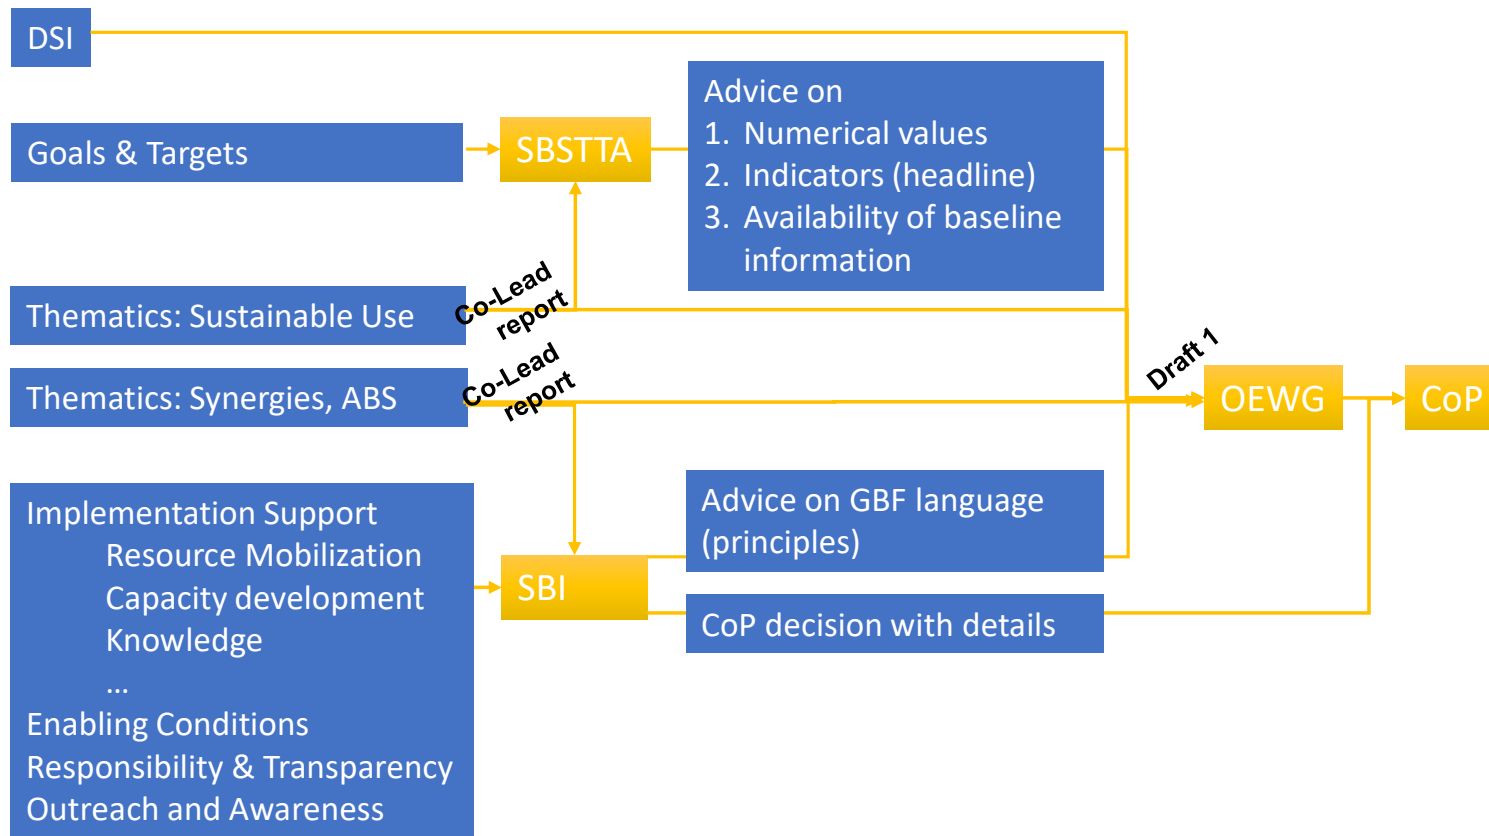 DSI
Goals & Targets
SBSTTA
Advice on
1. Numerical values
2. Indicators (headline)
3. Availability of baseline
information
Thematics: Sustainable Use
Co-Lead
report
Thematics: Synergies, ABS
Co-Lead
report
Draft 1
OEWG
CoP
Implementation Support
Resource Mobilization
Capacity development
Knowledge
...
Enabling Conditions
Responsibility & Transparency
Outreach and Awareness
SBI
Advice on GBF language
(principles)
CoP decision with details